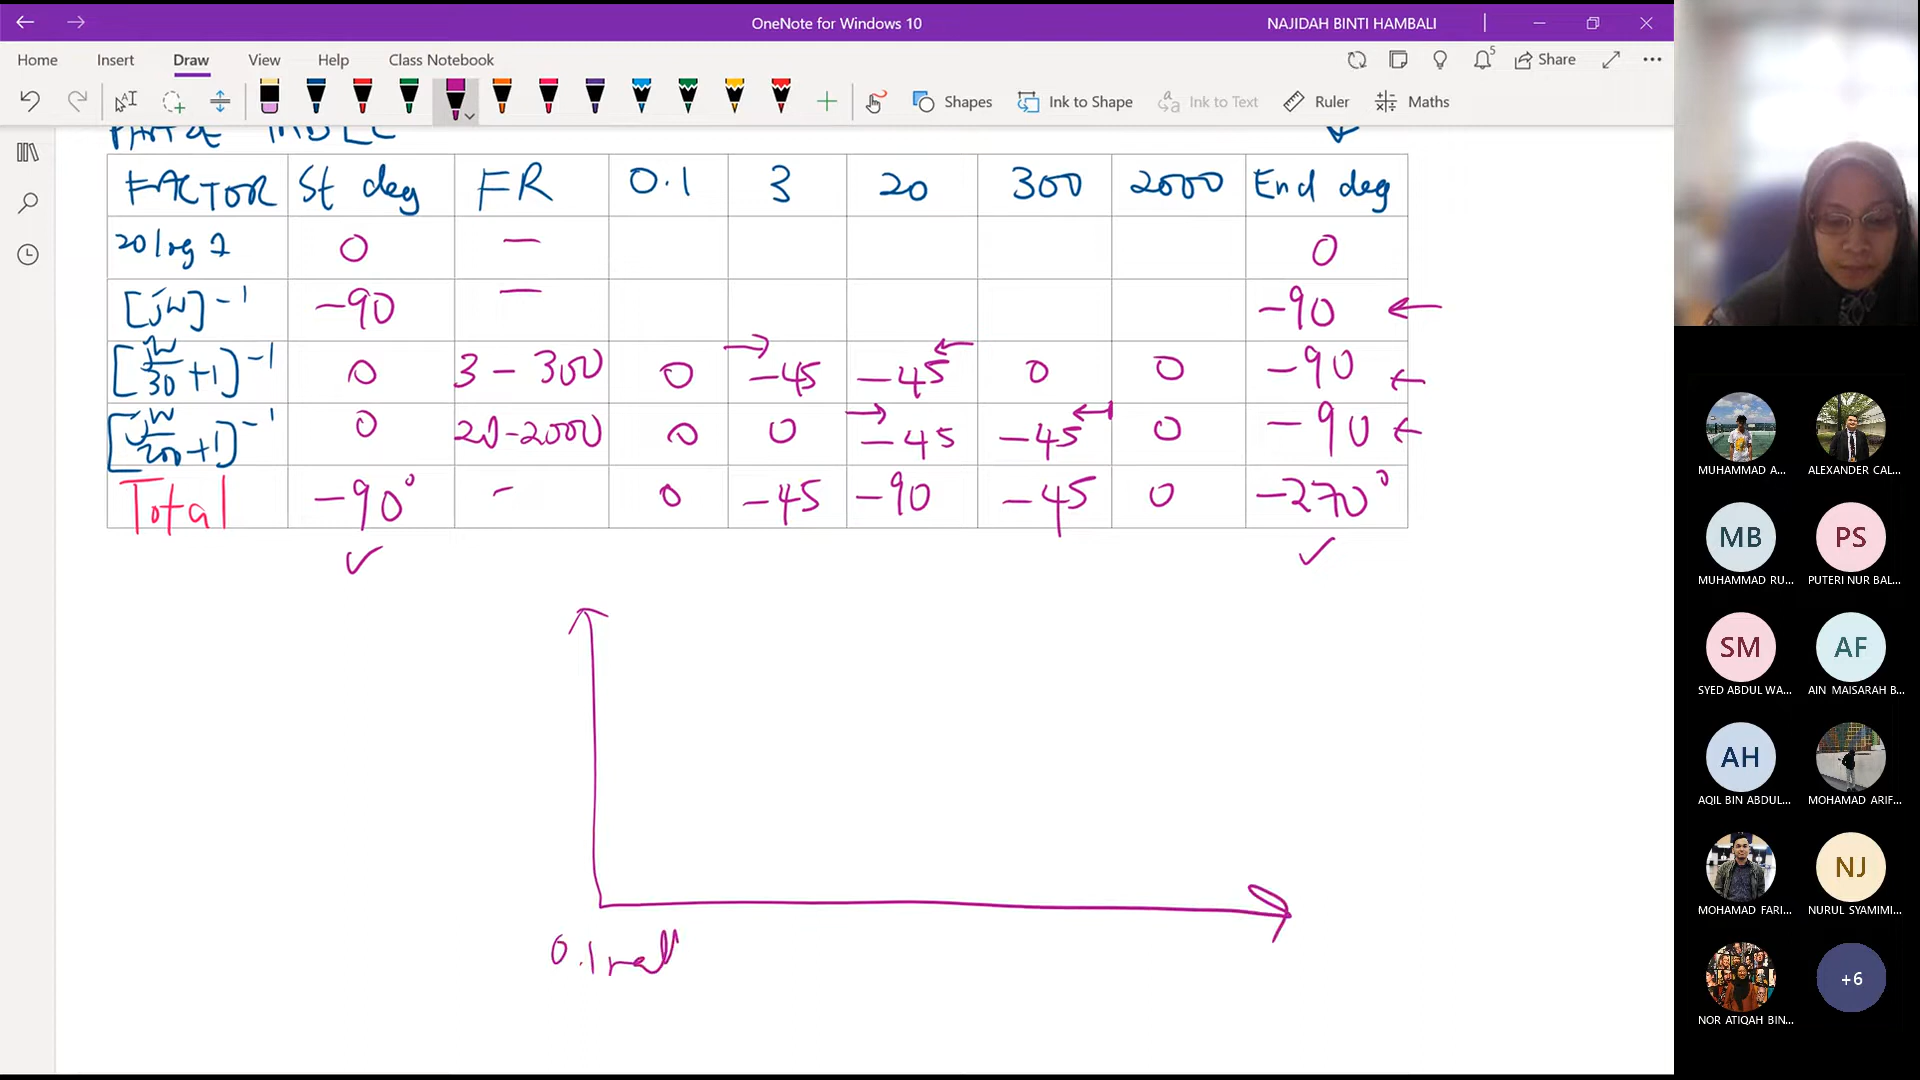 OneNote for Windows 10
NAJIDAH BINTI HAMBALI
Home Insert Draw View Help Class Notebook
5 Share
Shapes Ink to Shape Ink to Text Ruler Maths
FACTOR St deg FR 0.1 3 20 300 2000 End deg
20 log 7 0 – 0
[jw]-1 -90 – -90 ←
[jw/30 +1]-1 0 3 - 300 0 → -45 -45 ← 0 0 -90 ←
[jw/200 +1]-1 0 20-2000 0 0 → -45 -45 ← 0 -90 ←
Total -90° - 0 -45 -90 -45 0 -270°
✓ ✓
0.1 rad
MUHAMMAD A... ALEXANDER CAL...
MB PS
MUHAMMAD RU... PUTERI NUR BAL...
SM AF
SYED ABDUL WA... AIN MAISARAH B...
AH
AQIL BIN ABDUL... MOHAMAD ARIF...
NJ
MOHAMAD FARI... NURUL SYAMIMI...
+6
NOR ATIQAH BIN...